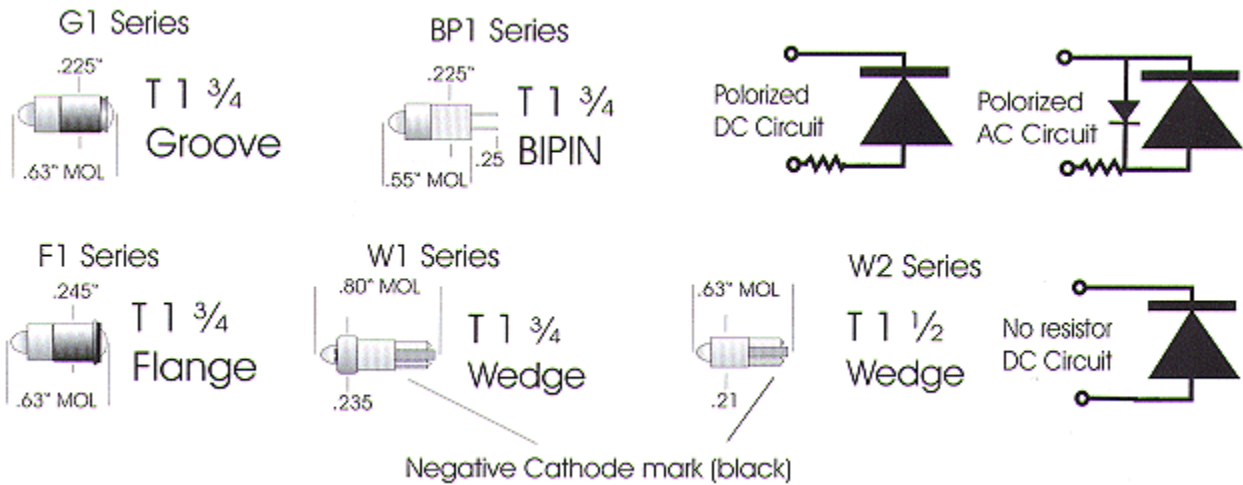 G1 Series
.225"
T 1 ¾
Groove
.63" MOL
BP1 Series
.225"
T 1 ¾
BIPIN
.25
.55" MOL
Polorized
DC Circuit
Polorized
AC Circuit
F1 Series
.245"
T 1 ¾
Flange
.63" MOL
W1 Series
.80" MOL
T 1 ¾
Wedge
.235
W2 Series
.63" MOL
T 1 ½
Wedge
.21
No resistor
DC Circuit
Negative Cathode mark (black)